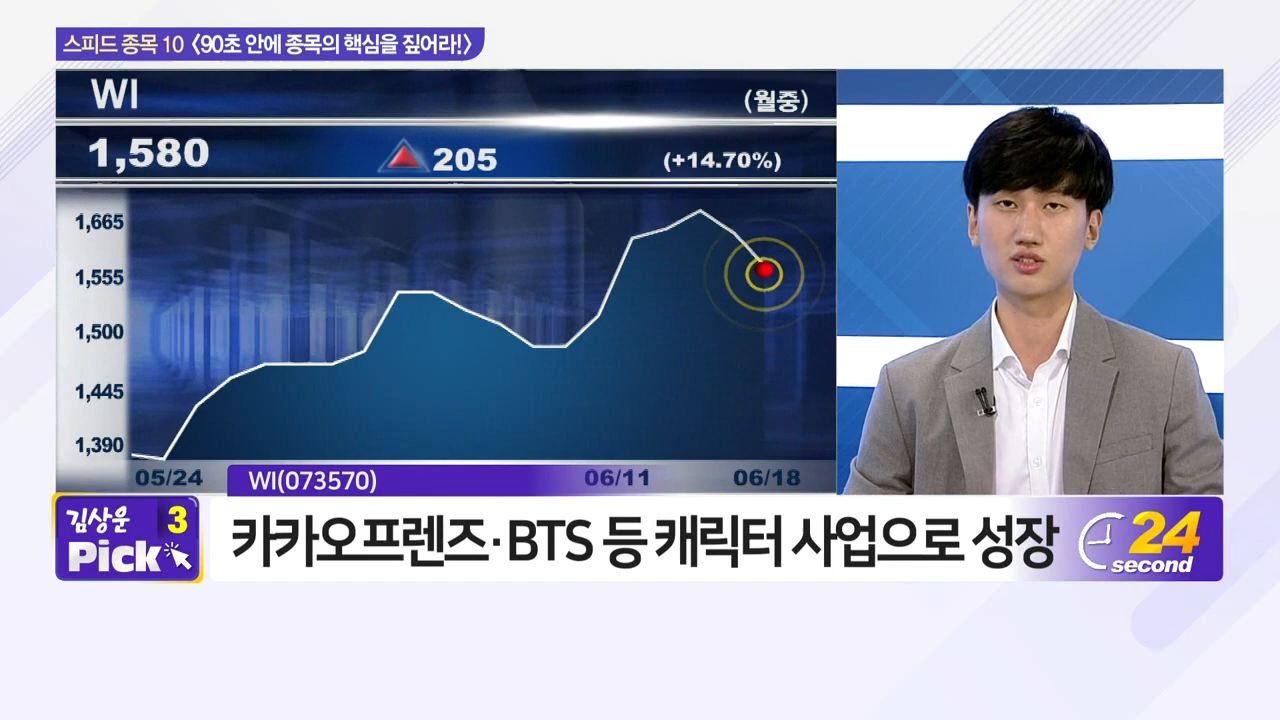 스피드 종목 10 <90초 안에 종목의 핵심을 짚어라!>
WI
(월중)
1,580 205 (+14.70%)
1,665
1,555
1,500
1,445
1,390
05/24 06/11 06/18
WI(073570)
김상운 3
Pick
카카오프렌즈·BTS 등 캐릭터 사업으로 성장
24
second